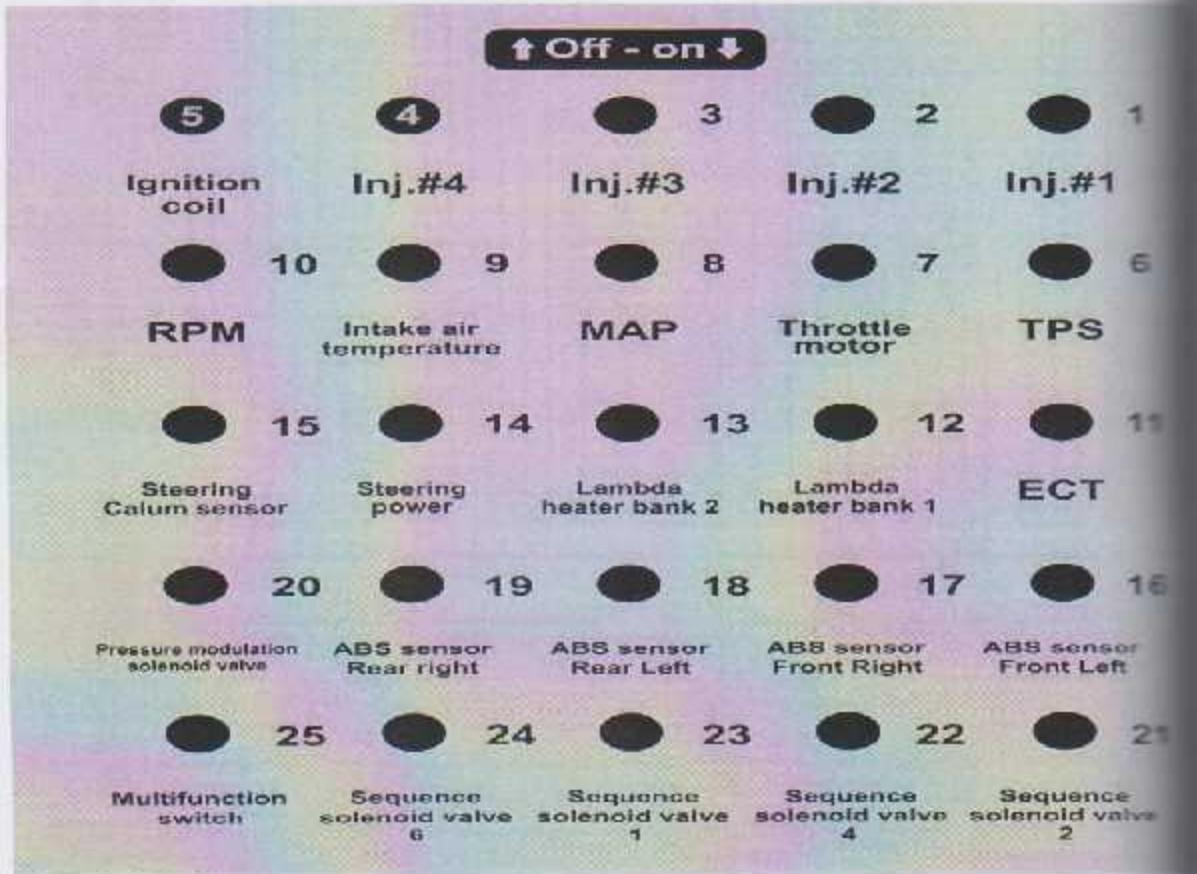 ⬆ Off - on ⬇
5 4 3 2 1
Ignition coil Inj.#4 Inj.#3 Inj.#2 Inj.#1
10 9 8 7 6
RPM Intake air temperature MAP Throttle motor TPS
15 14 13 12 11
Steering Calum sensor Steering power Lambda heater bank 2 Lambda heater bank 1 ECT
20 19 18 17 16
Pressure modulation solenoid valve ABS sensor Rear right ABS sensor Rear Left ABS sensor Front Right ABS sensor Front Left
25 24 23 22 21
Multifunction switch Sequence solenoid valve 6 Sequence solenoid valve 1 Sequence solenoid valve 4 Sequence solenoid valve 2